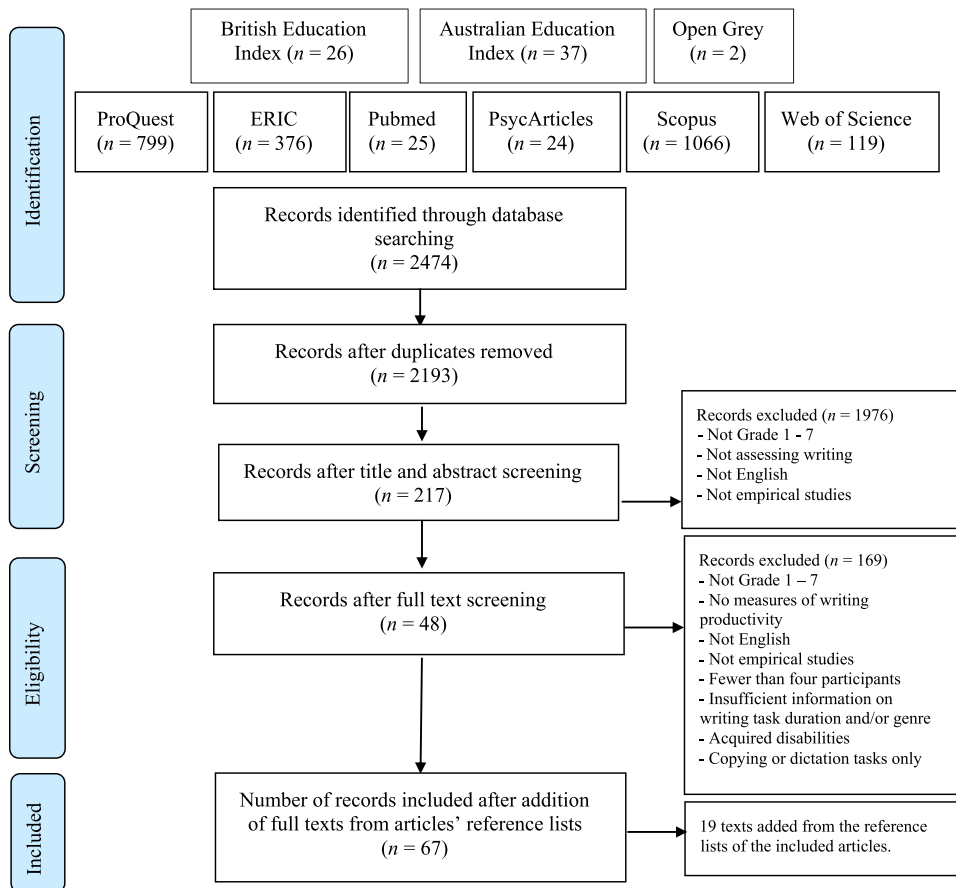 Identification
British Education
Index (n = 26)
Australian Education
Index (n = 37)
Open Grey
(n = 2)
ProQuest
(n = 799)
ERIC
(n = 376)
Pubmed
(n = 25)
PsycArticles
(n = 24)
Scopus
(n = 1066)
Web of Science
(n = 119)
Records identified through database
searching
(n = 2474)
Screening
Records after duplicates removed
(n = 2193)
Records after title and abstract screening
(n = 217)
Records excluded (n = 1976)
- Not Grade 1 - 7
- Not assessing writing
- Not English
- Not empirical studies
Eligibility
Records after full text screening
(n = 48)
Records excluded (n = 169)
- Not Grade 1 – 7
- No measures of writing
productivity
- Not English
- Not empirical studies
- Fewer than four participants
- Insufficient information on
writing task duration and/or genre
- Acquired disabilities
- Copying or dictation tasks only
Included
Number of records included after addition
of full texts from articles' reference lists
(n = 67)
19 texts added from the reference
lists of the included articles.